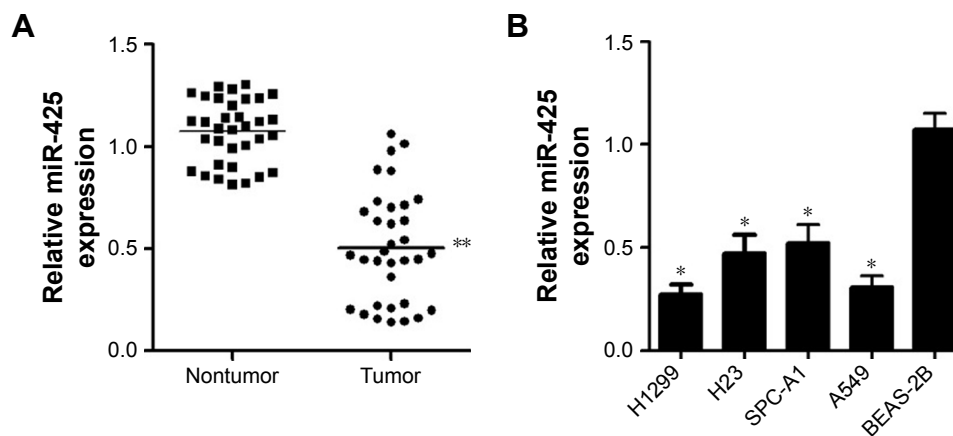 A
Relative miR-425
expression
1.5
1.0
0.5
0.0
**
Nontumor
Tumor
B
Relative miR-425
expression
1.5
1.0
0.5
0.0
*
*
*
*
H1299
H23
SPC-A1
A549
BEAS-2B